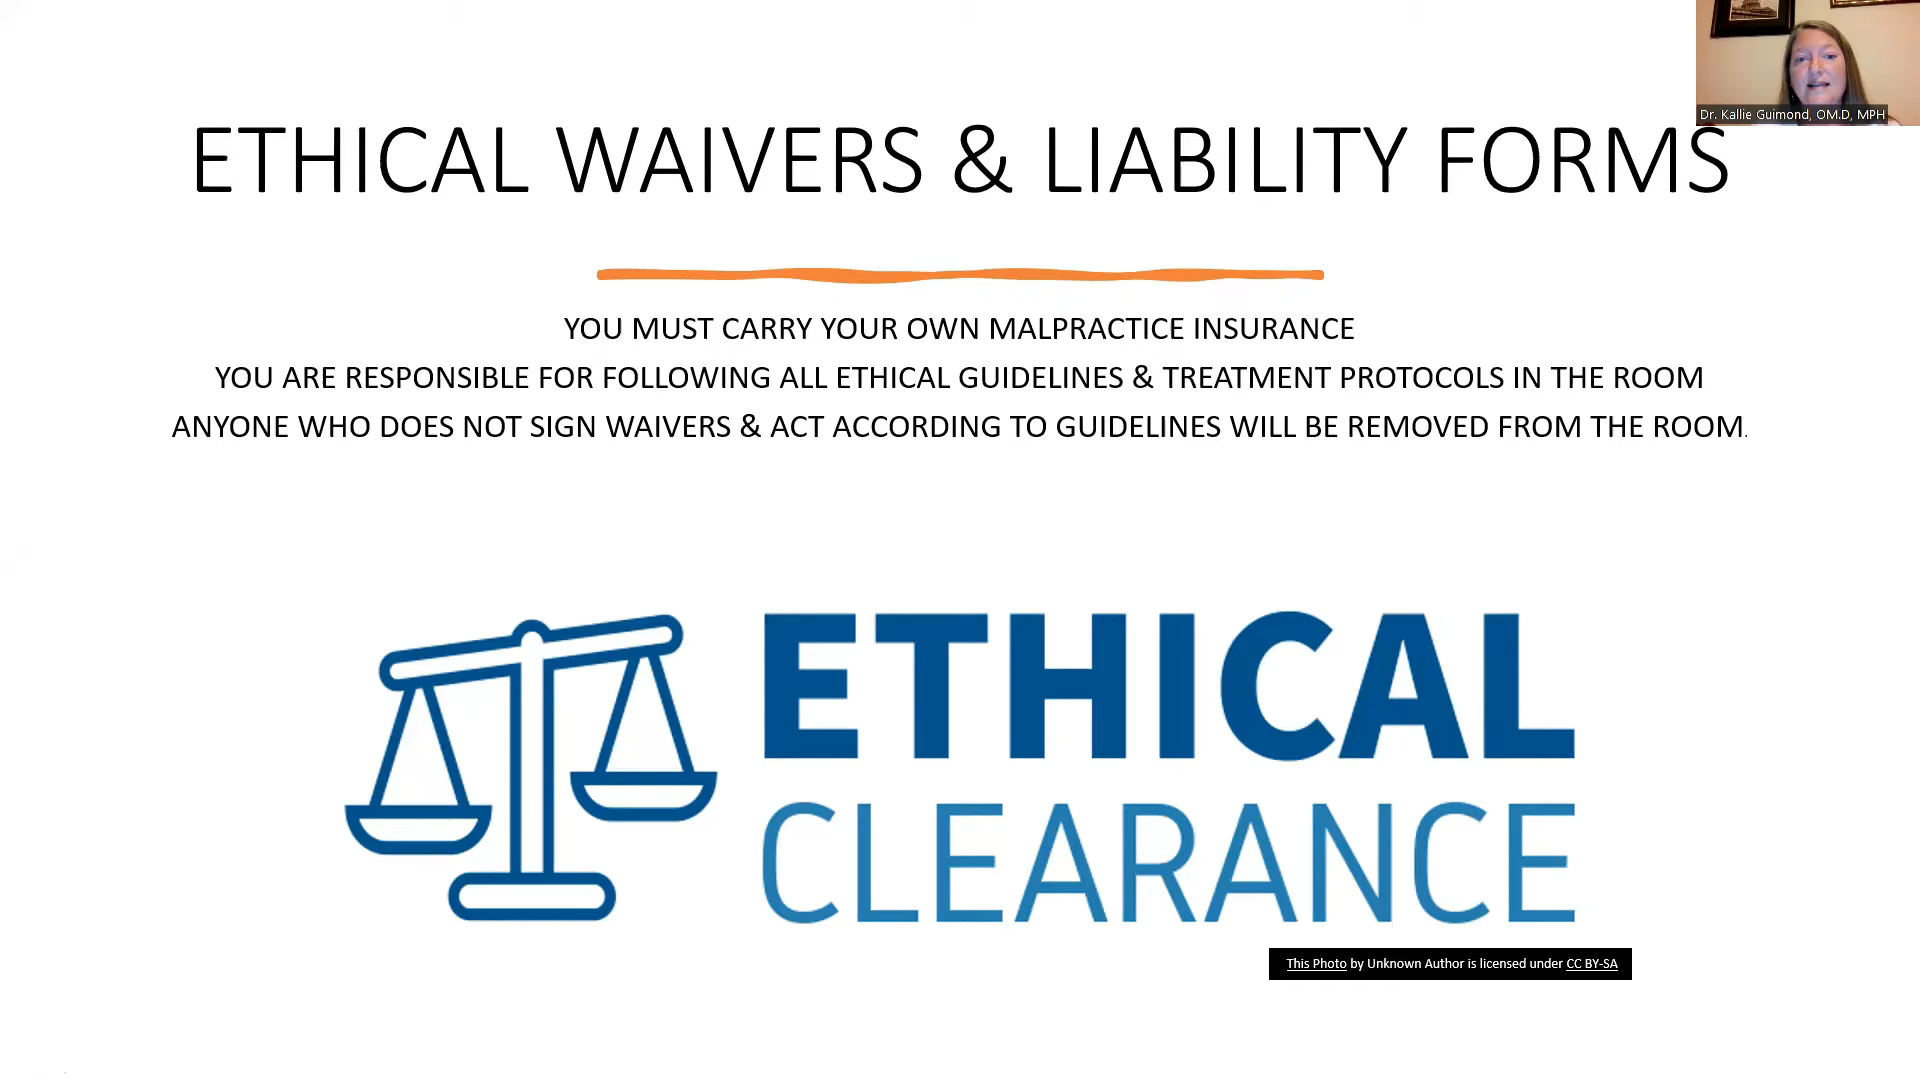 Dr. Kallie Guimond, OM.D, MPH
ETHICAL WAIVERS & LIABILITY FORMS
YOU MUST CARRY YOUR OWN MALPRACTICE INSURANCE
YOU ARE RESPONSIBLE FOR FOLLOWING ALL ETHICAL GUIDELINES & TREATMENT PROTOCOLS IN THE ROOM
ANYONE WHO DOES NOT SIGN WAIVERS & ACT ACCORDING TO GUIDELINES WILL BE REMOVED FROM THE ROOM.
ETHICAL
CLEARANCE
This Photo by Unknown Author is licensed under CC BY-SA